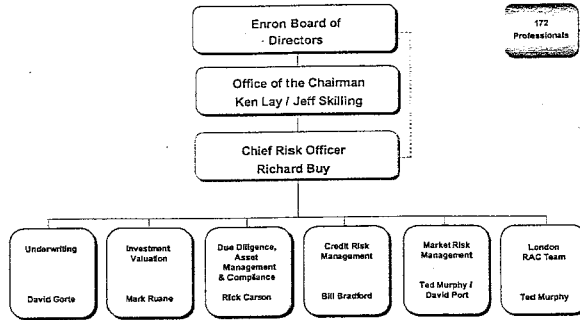 Enron Board of
Directors
172
Professionals
Office of the Chairman
Ken Lay / Jeff Skilling
Chief Risk Officer
Richard Buy
Underwriting
David Gorte
Investment
Valuation
Mark Ruane
Due Diligence,
Asset
Management
& Compliance
Rick Carson
Credit Risk
Management
Bill Bradford
Market Risk
Management
Ted Murphy /
David Port
London
RAC Team
Ted Murphy